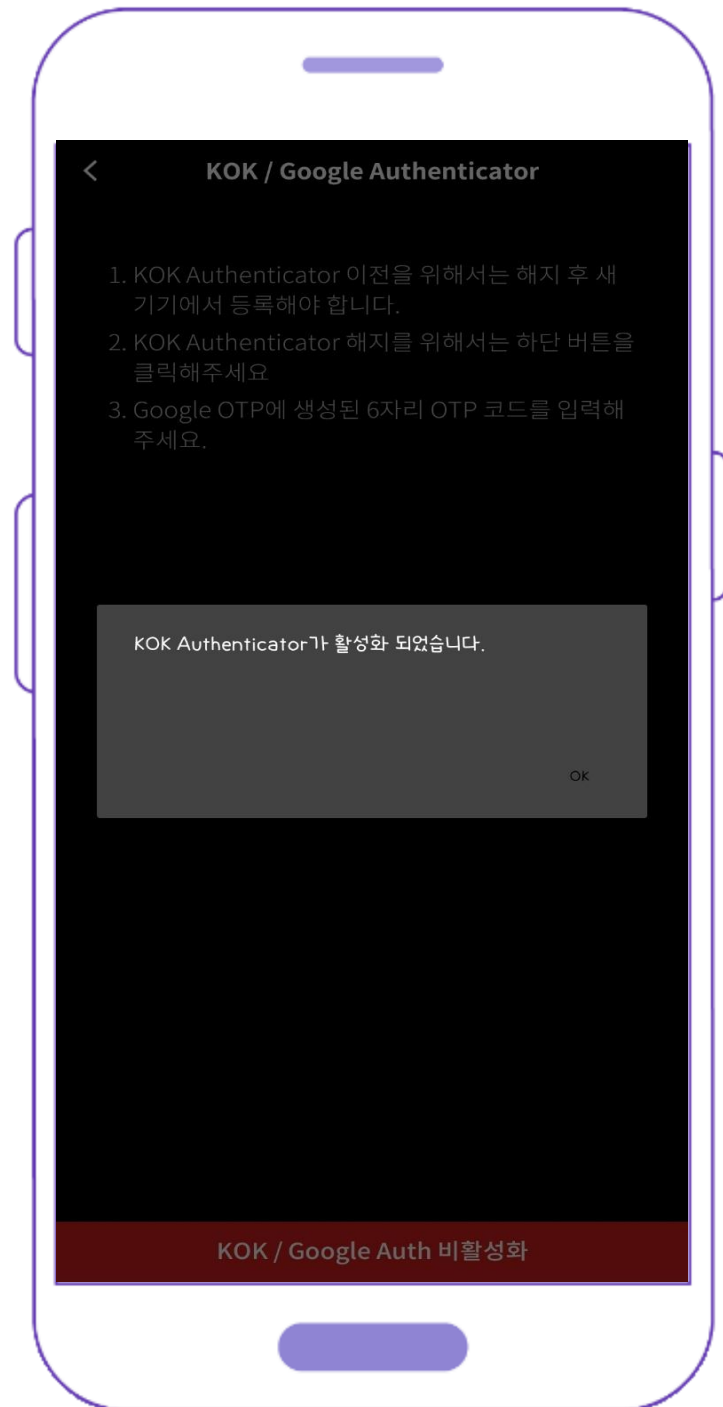 KOK / Google Authenticator
1. KOK Authenticator 이전을 위해서는 해지 후 새
기기에서 등록해야 합니다.
2. KOK Authenticator 해지를 위해서는 하단 버튼을
클릭해주세요
3. Google OTP에 생성된 6자리 OTP 코드를 입력해
주세요.
KOK Authenticator가 활성화 되었습니다.
OK
KOK / Google Auth 비활성화